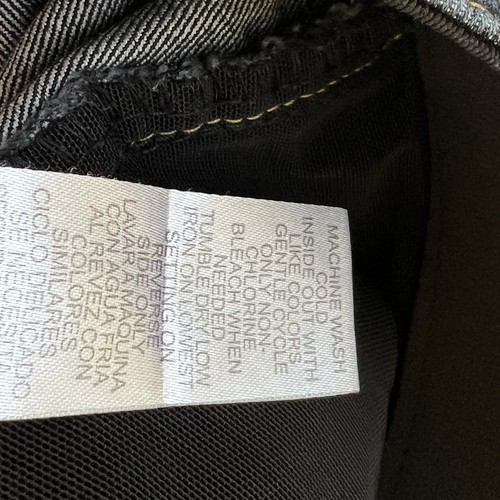 MACHINE WASH
COLD
INSIDE OUT WITH
LIKE COLORS
GENTLE CYCLE
ONLY NON-
CHLORINE
BLEACH WHEN
NEEDED
TUMBLE DRY LOW
IRON ON LOWEST
SETTING ON
REVERSE
SIDE ONLY
LAVAR A MAQUINA
CON AGUA FRIA
AL REVEZ CON
COLORES
SIMILARES
CICLO DELICADO